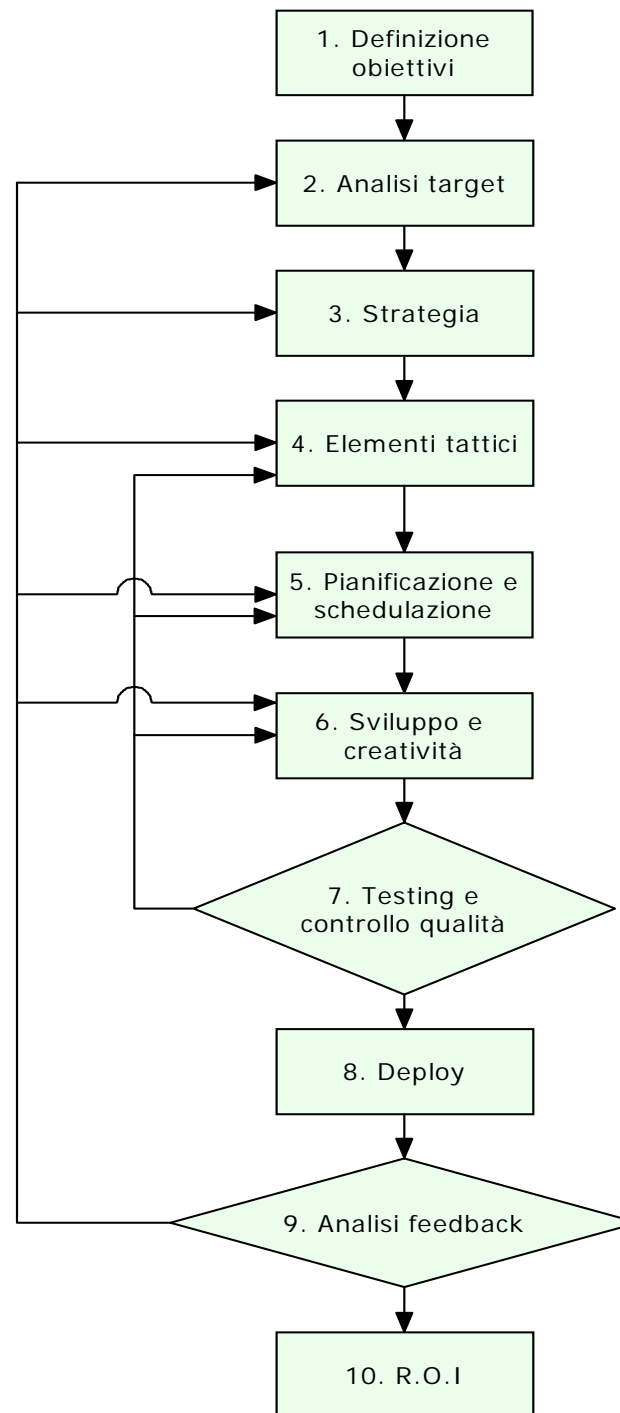 1. Definizione
obiettivi
2. Analisi target
3. Strategia
4. Elementi tattici
5. Pianificazione e
schedulazione
6. Sviluppo e
creatività
7. Testing e
controllo qualità
8. Deploy
9. Analisi feedback
10. R.O.I